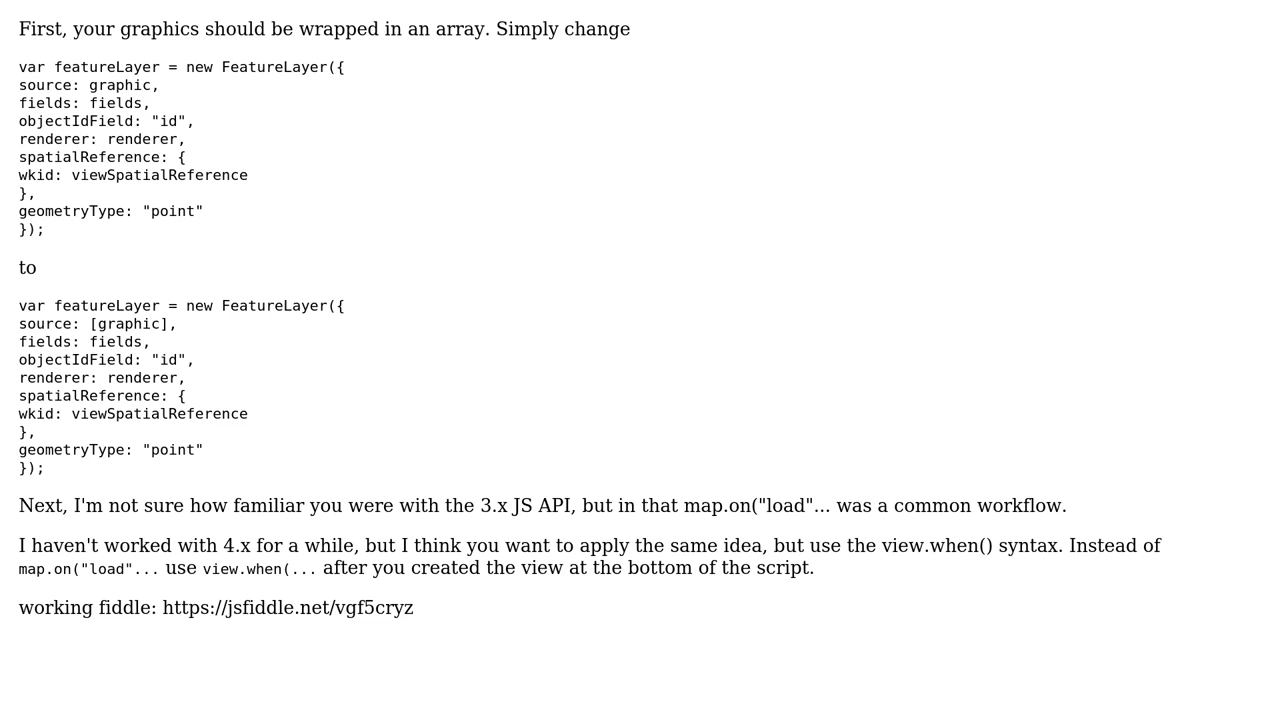 First, your graphics should be wrapped in an array. Simply change
var featureLayer = new FeatureLayer({
source: graphic,
fields: fields,
objectIdField: "id",
renderer: renderer,
spatialReference: {
wkid: viewSpatialReference
},
geometryType: "point"
});
to
var featureLayer = new FeatureLayer({
source: [graphic],
fields: fields,
objectIdField: "id",
renderer: renderer,
spatialReference: {
wkid: viewSpatialReference
},
geometryType: "point"
});
Next, I'm not sure how familiar you were with the 3.x JS API, but in that map.on("load"... was a common workflow.
I haven't worked with 4.x for a while, but I think you want to apply the same idea, but use the view.when() syntax. Instead of
map.on("load"... use view.when(... after you created the view at the bottom of the script.
working fiddle: https://jsfiddle.net/vgf5cryz